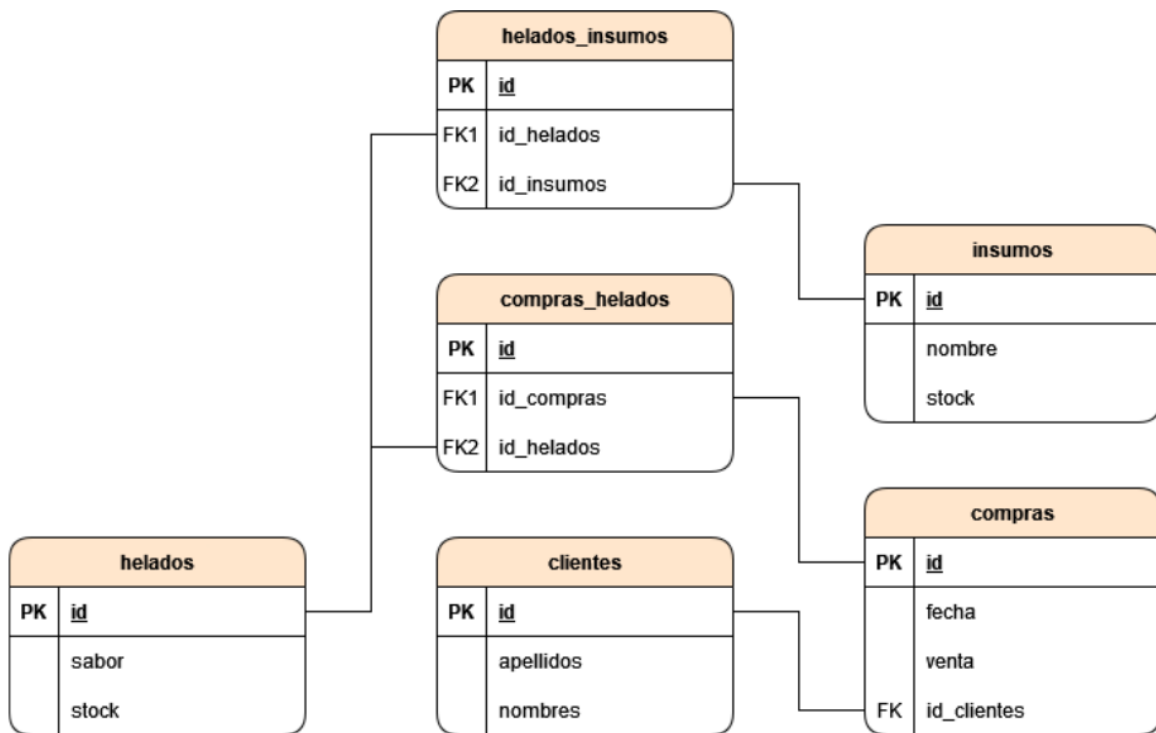 helados_insumos
PK id
FK1 id_helados
FK2 id_insumos
insumos
PK id
nombre
stock
compras_helados
PK id
FK1 id_compras
FK2 id_helados
compras
PK id
fecha
venta
FK id_clientes
helados
PK id
sabor
stock
clientes
PK id
apellidos
nombres